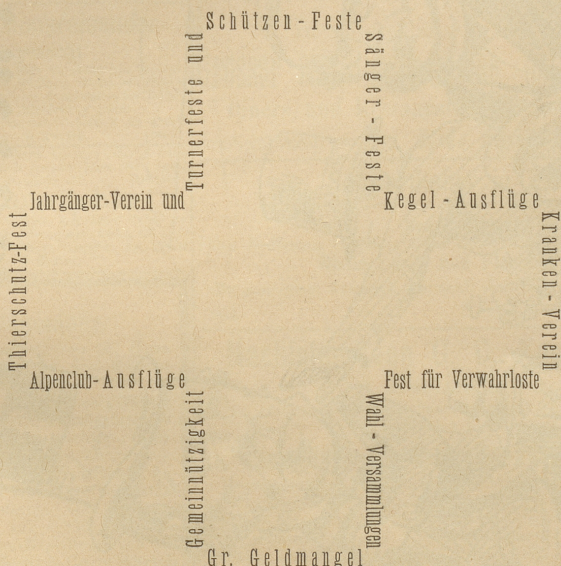 Schützen-Feste
Turnerfeste und
Sänger-Feste
Jahrgänger-Verein und
Kegel-Ausflüge
Thierschutz-Fest
Kranken-Verein
Alpenclub-Ausflüge
Fest für Verwahrloste
Gemeinnützigkeit
Wahl-Versammlungen
Gr. Geldmangel